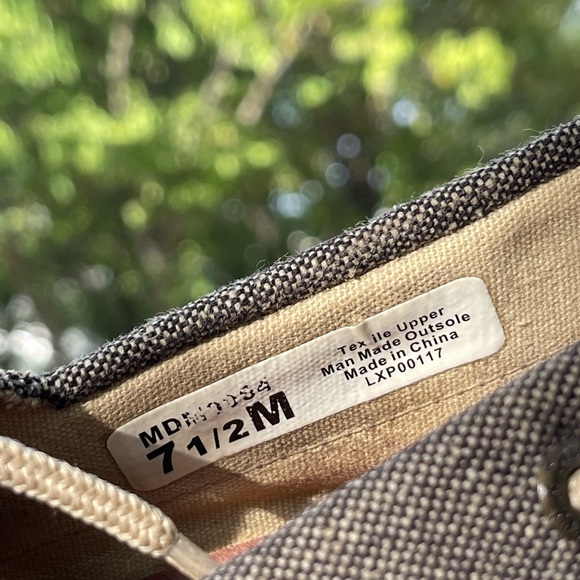 Tex ile Upper
Man Made Outsole
Made in China
LXP00117
7 1/2M